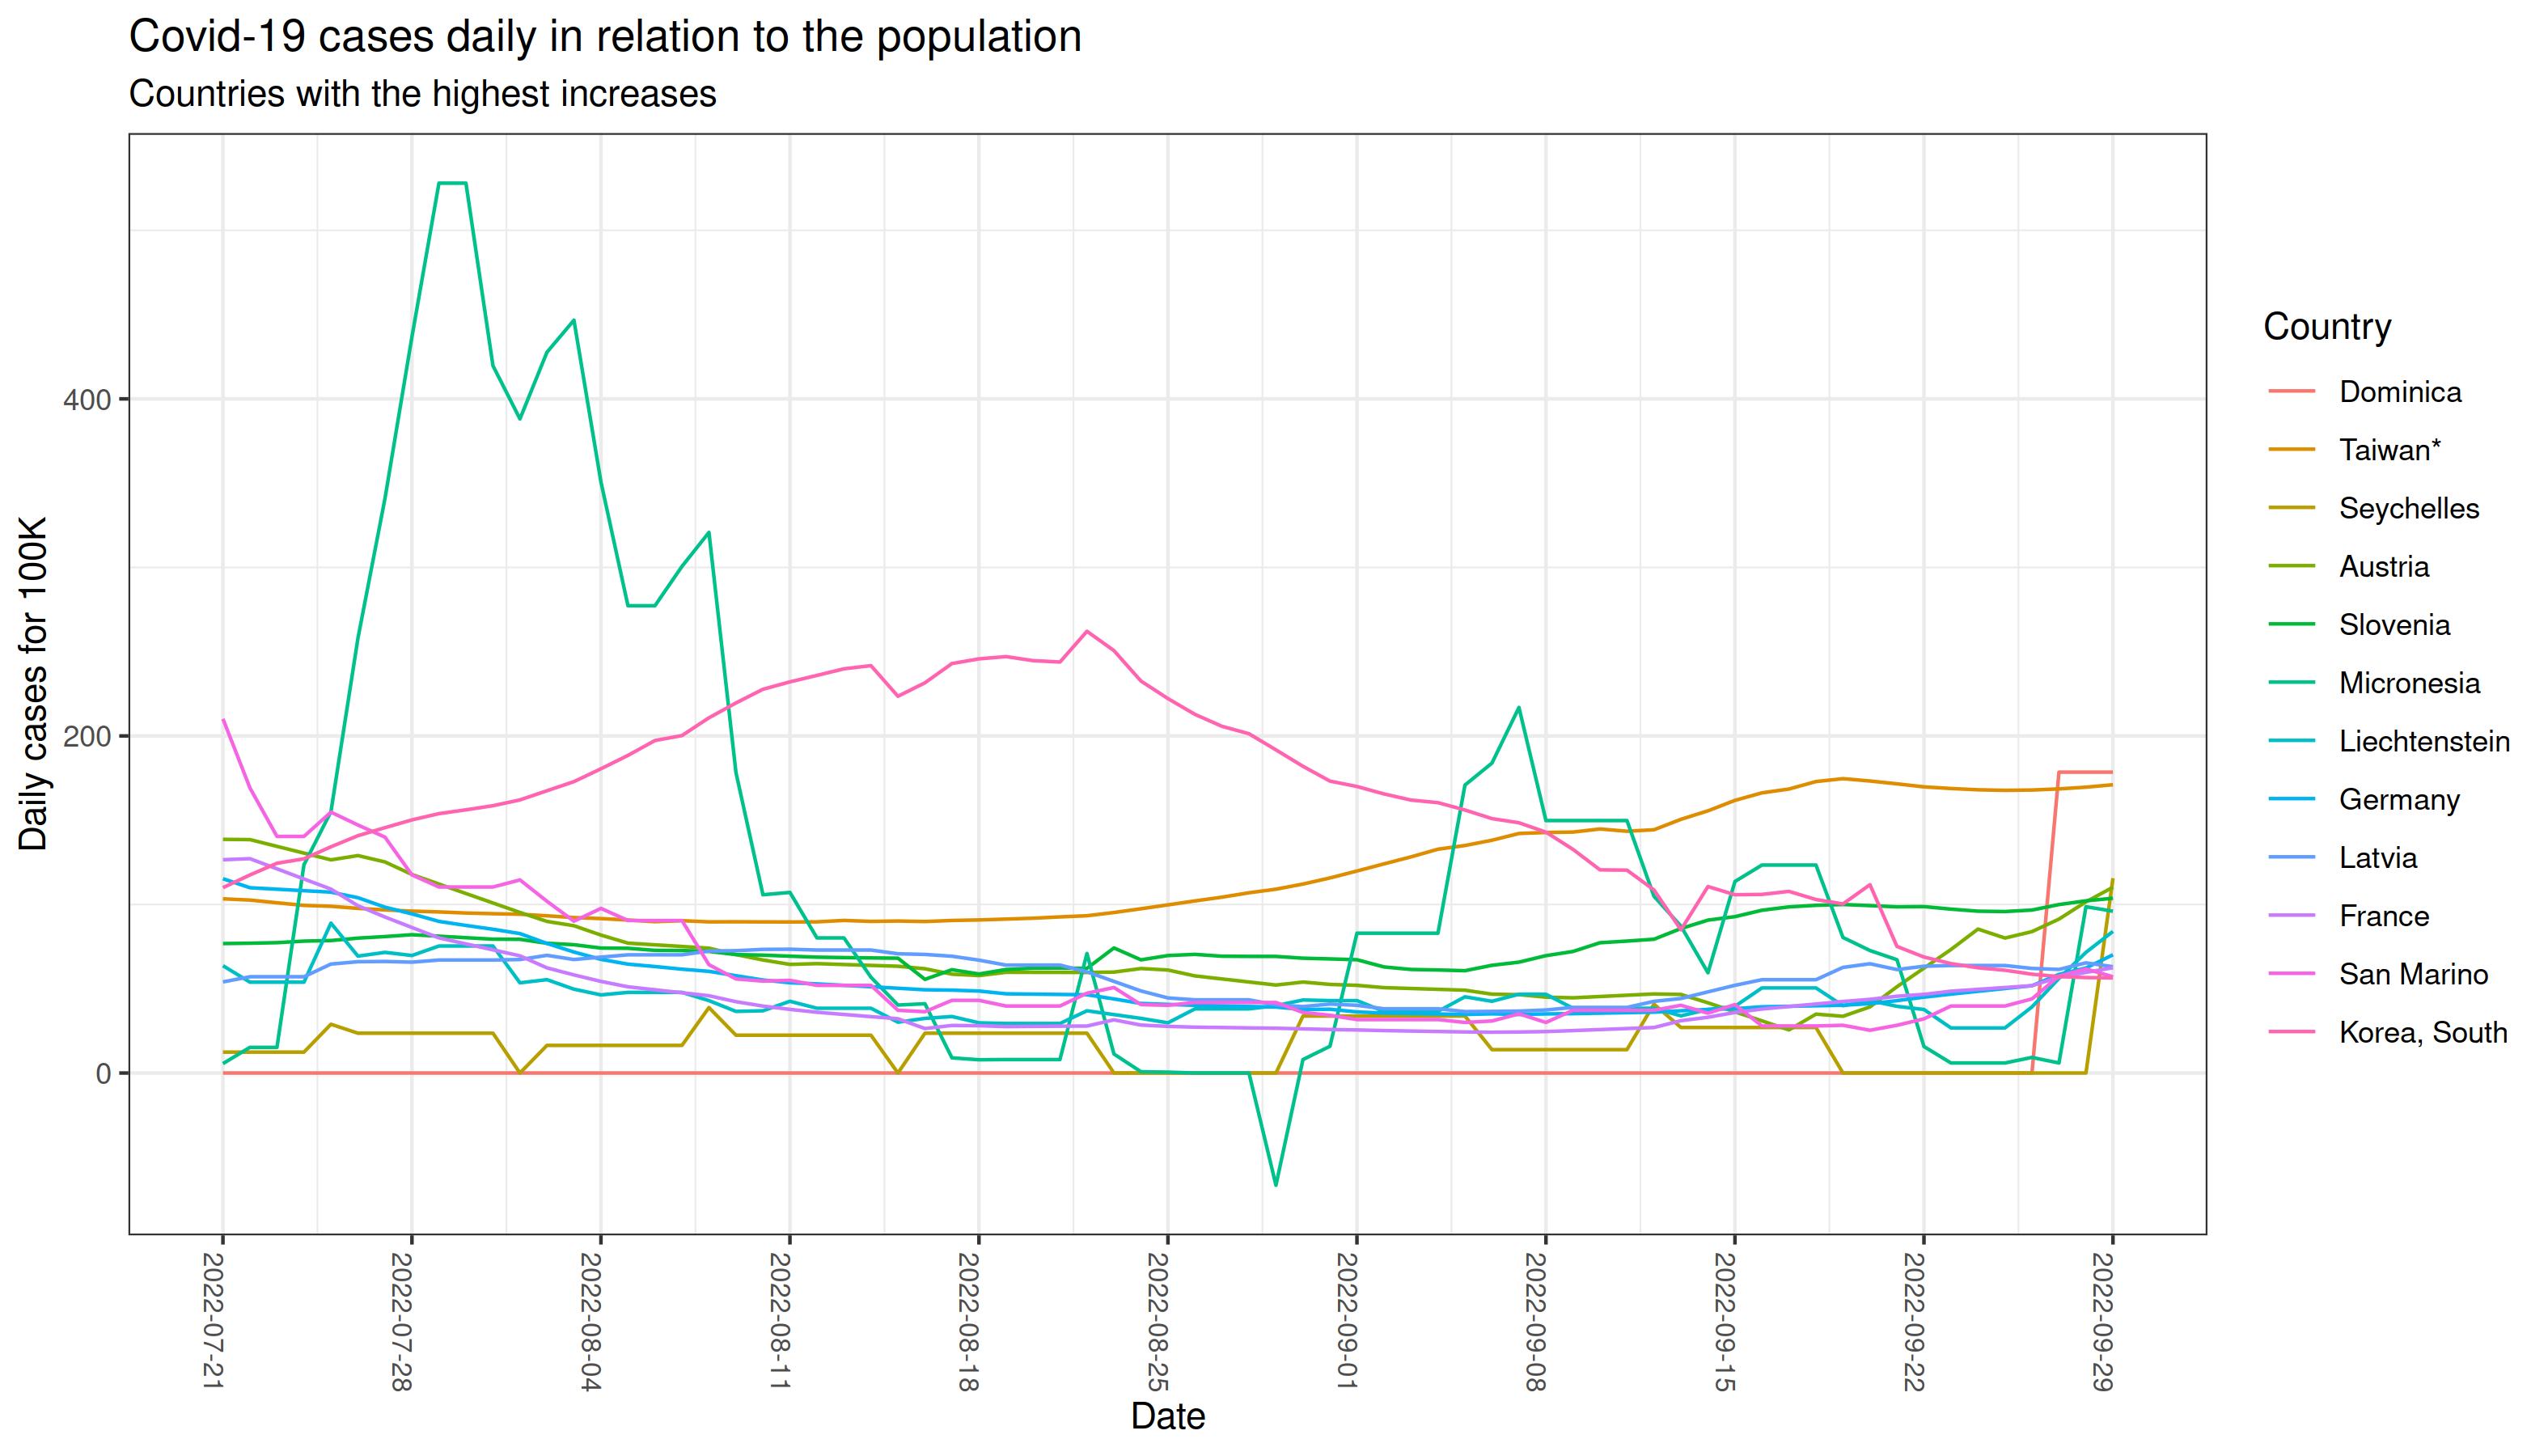 Covid-19 cases daily in relation to the population
Countries with the highest increases
Daily cases for 100K
400
200
0
2022-07-21
2022-07-28
2022-08-04
2022-08-11
2022-08-18
2022-08-25
2022-09-01
2022-09-08
2022-09-15
2022-09-22
2022-09-29
Date
Country
Dominica
Taiwan*
Seychelles
Austria
Slovenia
Micronesia
Liechtenstein
Germany
Latvia
France
San Marino
Korea, South